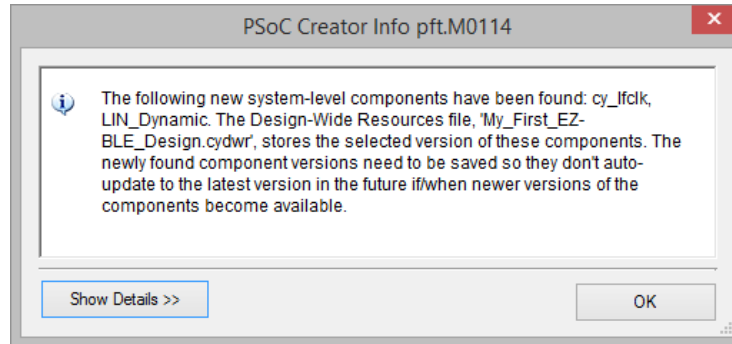 PSoC Creator Info pft.M0114
The following new system-level components have been found: cy_lfclk,
LIN_Dynamic. The Design-Wide Resources file, 'My_First_EZ-
BLE_Design.cydwr', stores the selected version of these components. The
newly found component versions need to be saved so they don't auto-
update to the latest version in the future if/when newer versions of the
components become available.
Show Details >>
OK